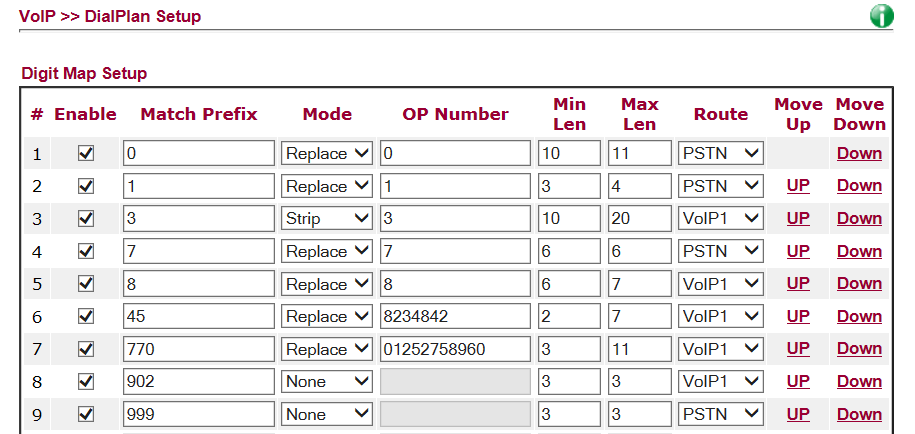 VoIP >> DialPlan Setup
i
Digit Map Setup
# Enable Match Prefix Mode OP Number Min Len Max Len Route Move Up Move Down
1 0 Replace 0 10 11 PSTN Down
2 1 Replace 1 3 4 PSTN UP Down
3 3 Strip 3 10 20 VoIP1 UP Down
4 7 Replace 7 6 6 PSTN UP Down
5 8 Replace 8 6 7 VoIP1 UP Down
6 45 Replace 8234842 2 7 VoIP1 UP Down
7 770 Replace 01252758960 3 11 VoIP1 UP Down
8 902 None 3 3 VoIP1 UP Down
9 999 None 3 3 PSTN UP Down